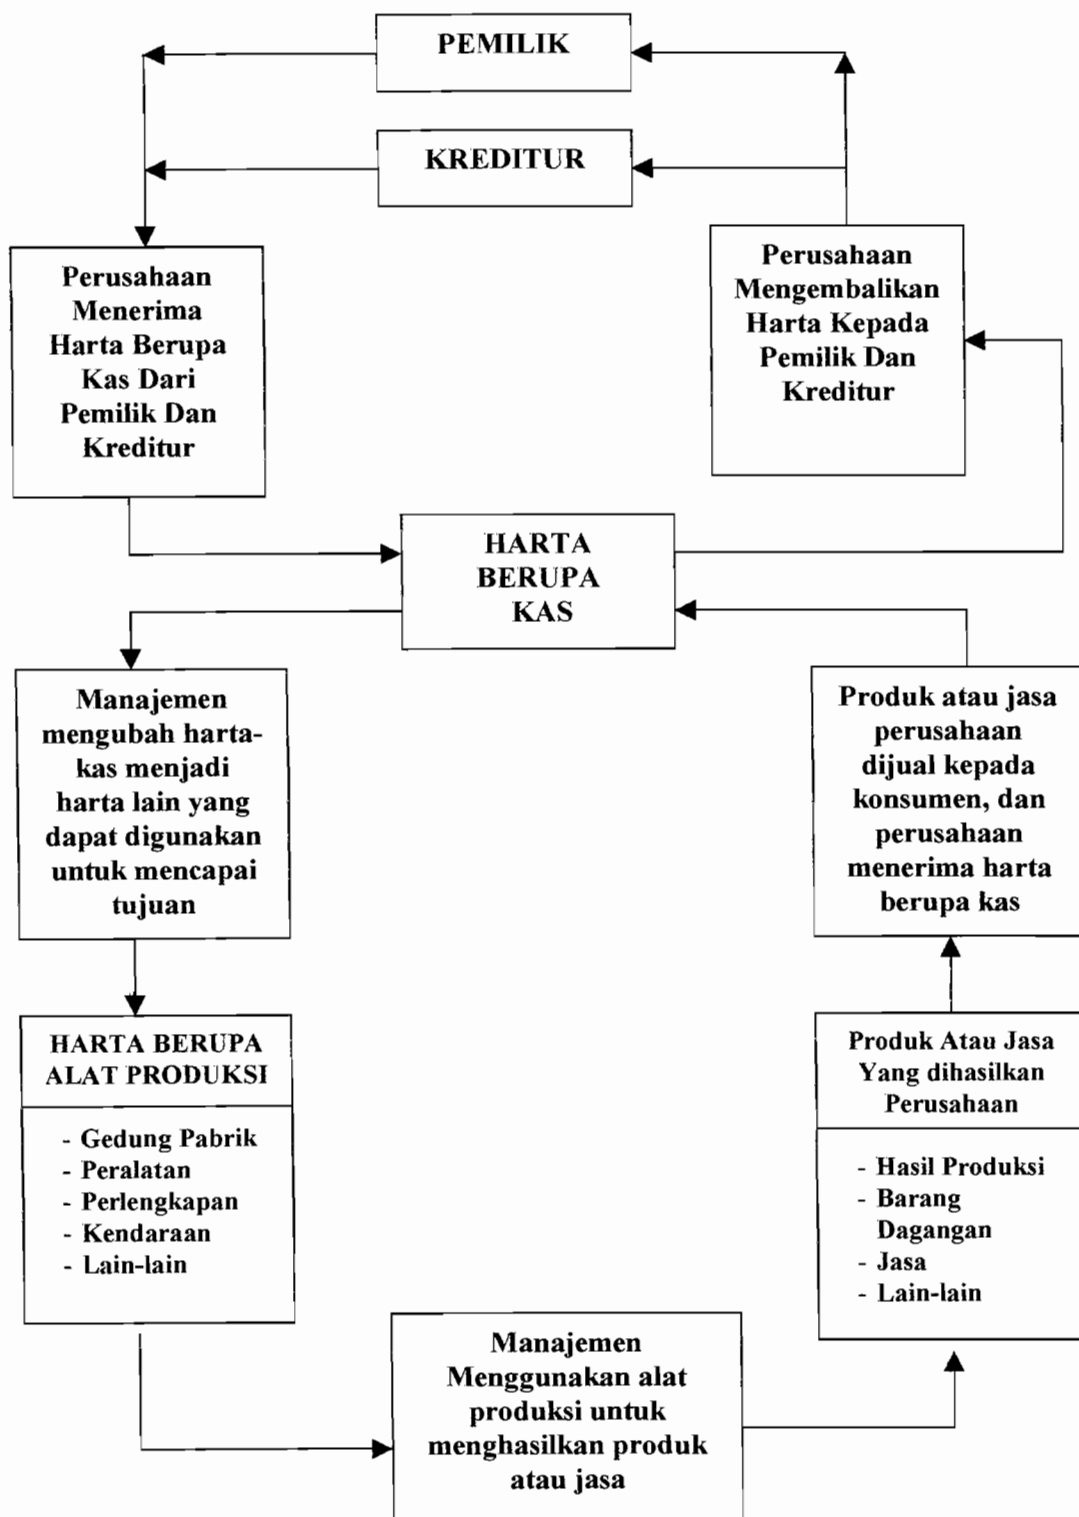 PEMILIK
KREDITUR
Perusahaan
Menerima
Harta Berupa
Kas Dari
Pemilik Dan
Kreditur
Perusahaan
Mengembalikan
Harta Kepada
Pemilik Dan
Kreditur
HARTA
BERUPA
KAS
Manajemen
mengubah harta-
kas menjadi
harta lain yang
dapat digunakan
untuk mencapai
tujuan
Produk atau jasa
perusahaan
dijual kepada
konsumen, dan
perusahaan
menerima harta
berupa kas
HARTA BERUPA
ALAT PRODUKSI
- Gedung Pabrik
- Peralatan
- Perlengkapan
- Kendaraan
- Lain-lain
Produk Atau Jasa
Yang dihasilkan
Perusahaan
- Hasil Produksi
- Barang
Dagangan
- Jasa
- Lain-lain
Manajemen
Menggunakan alat
produksi untuk
menghasilkan produk
atau jasa